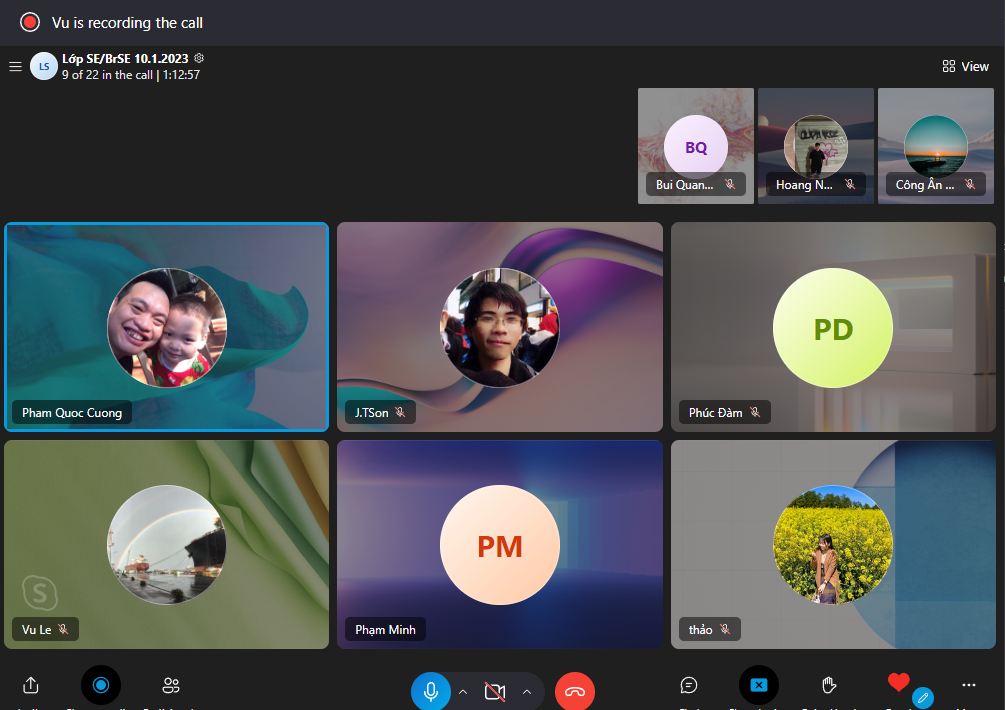 Vu is recording the call
LS
Lớp SE/BrSE 10.1.2023
9 of 22 in the call | 1:12:57
View
BQ
Bui Quan...
Hoang N...
Công Ân ...
Pham Quoc Cuong
J.TSon
PD
Phúc Đàm
S
Vu Le
PM
Phạm Minh
thảo